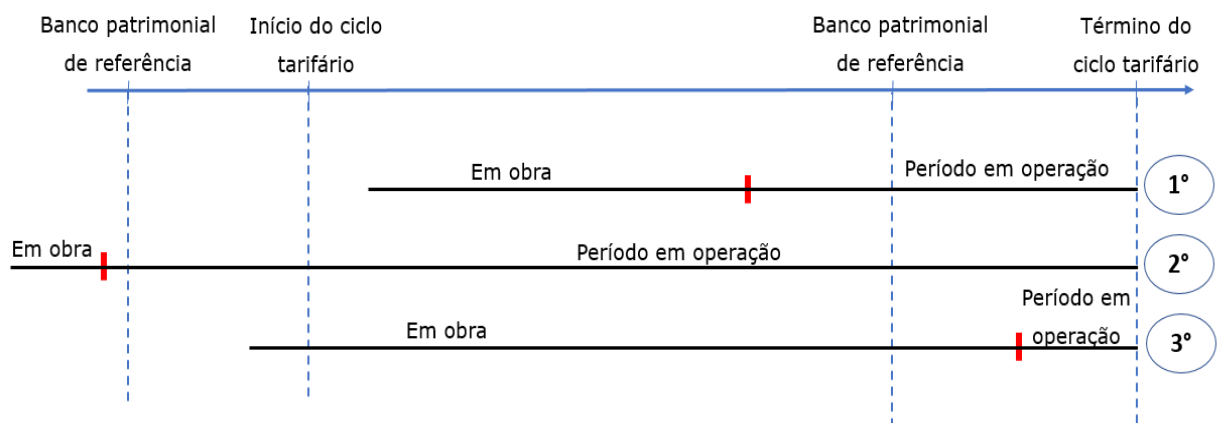 Banco patrimonial
de referência
Início do ciclo
tarifário
Banco patrimonial
de referência
Término do
ciclo tarifário
Em obra
Período em operação
1°
Em obra
Período em operação
2°
Em obra
Período em
operação
3°